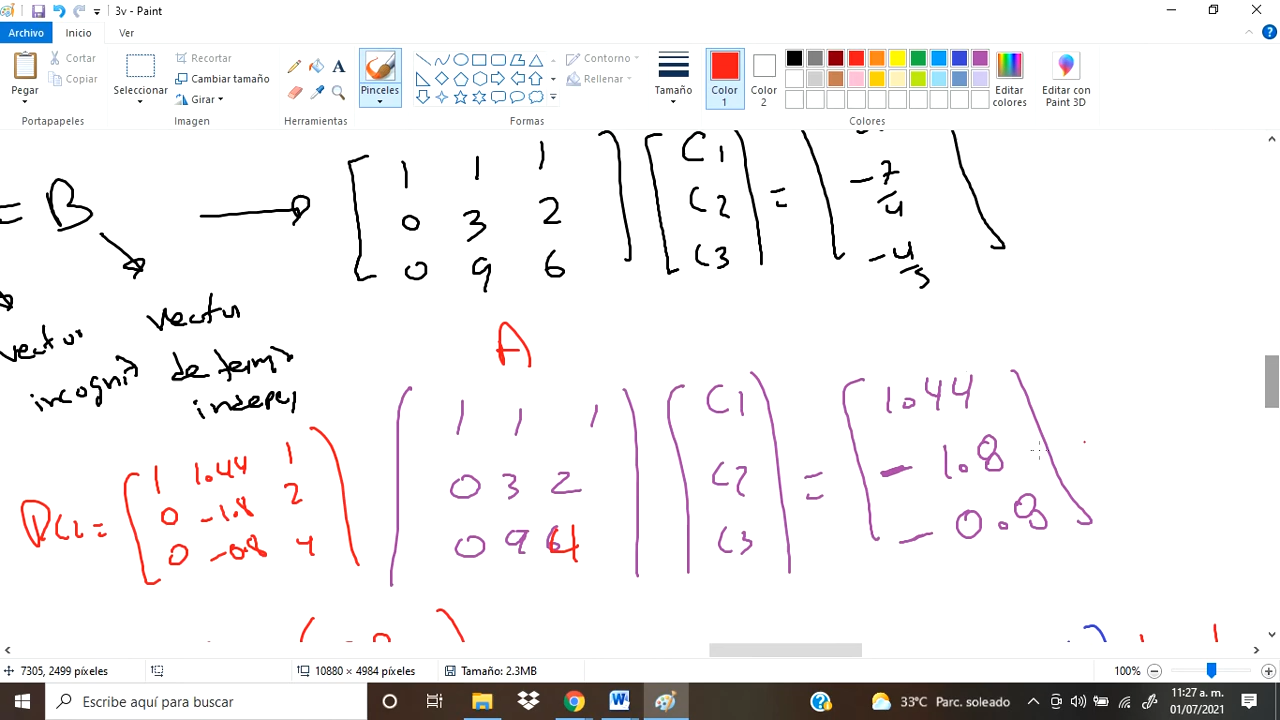 3v - Paint
Archivo Inicio Ver
Pegar Cortar Copiar Seleccionar Recortar Cambiar tamaño Girar Pinceles Contorno Rellenar Tamaño Color 1 Color 2 Editar colores Editar con Paint 3D
Portapapeles Imagen Herramientas Formas Colores
= B → [ 1 1 1 ] [ C1 ] = [
0 3 2 C2 -7/4
0 9 6 C3 -4/5
vector vector
incognit determi
indepe
A
1 1 1 C1 1.44
0 3 2 C2 = -1.8
0 9 4 C3 -0.8
1 1.44 1
0 -1.8 2
0 -0.8 4
7305, 2499 píxeles 10880 × 4984 píxeles Tamaño: 2.3MB 100%
Escribe aquí para buscar 33°C Parc. soleado 11:27 a. m.
01/07/2021